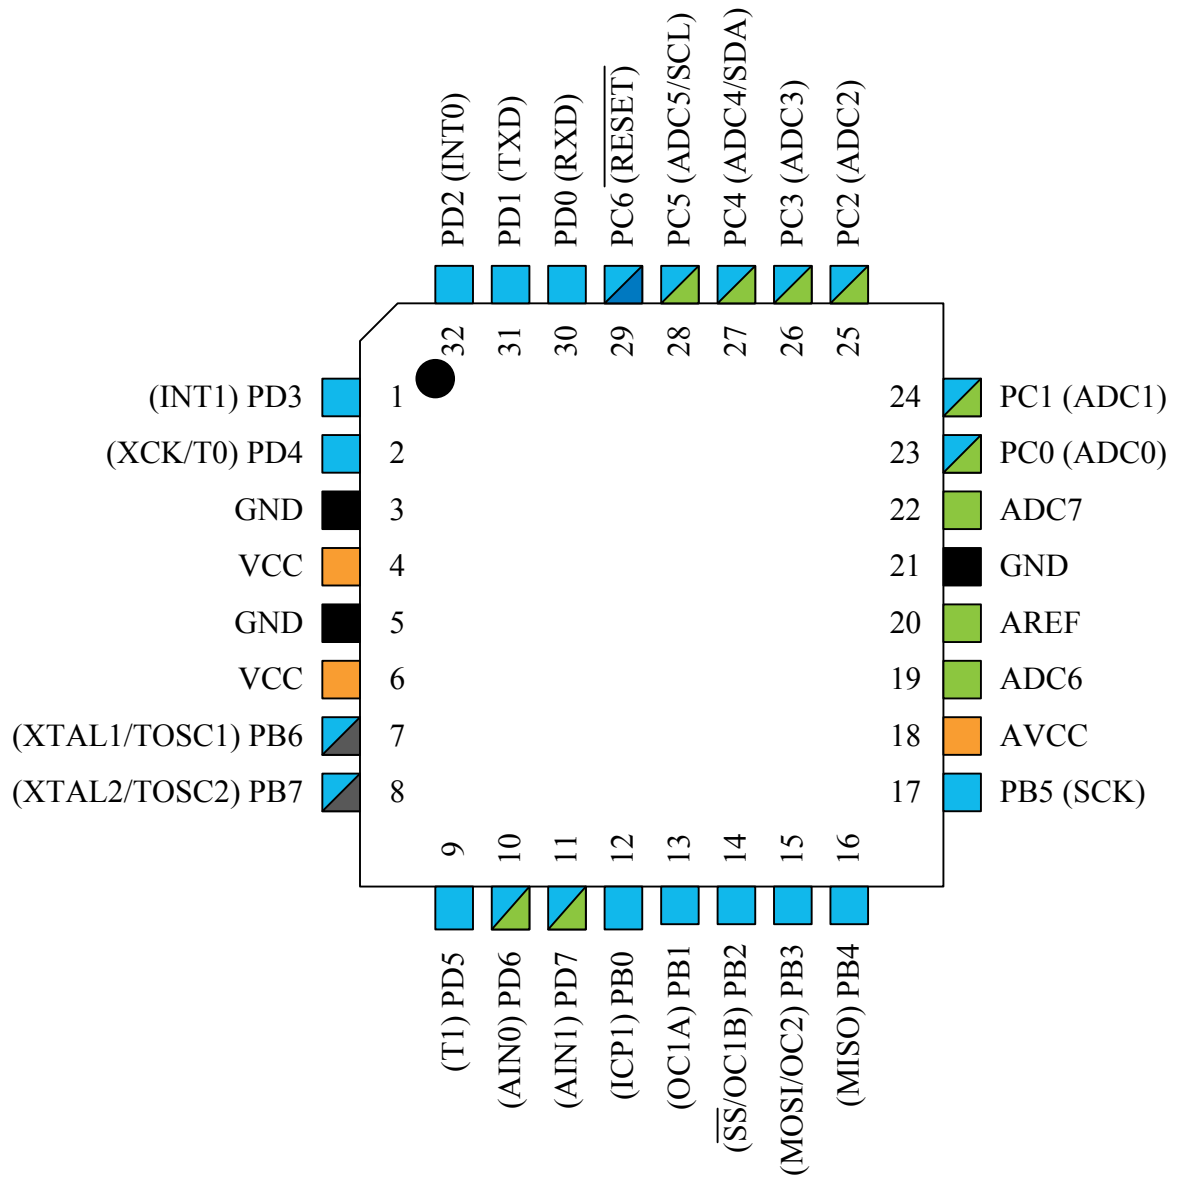 PD2 (INT0)
PD1 (TXD)
PD0 (RXD)
PC6 (RESET)
PC5 (ADC5/SCL)
PC4 (ADC4/SDA)
PC3 (ADC3)
PC2 (ADC2)
32
31
30
29
28
27
26
25
(INT1) PD3
1
(XCK/T0) PD4
2
GND
3
VCC
4
GND
5
VCC
6
(XTAL1/TOSC1) PB6
7
(XTAL2/TOSC2) PB7
8
24
PC1 (ADC1)
23
PC0 (ADC0)
22
ADC7
21
GND
20
AREF
19
ADC6
18
AVCC
17
PB5 (SCK)
9
10
11
12
13
14
15
16
(T1) PD5
(AIN0) PD6
(AIN1) PD7
(ICP1) PB0
(OC1A) PB1
(SS/OC1B) PB2
(MOSI/OC2) PB3
(MISO) PB4